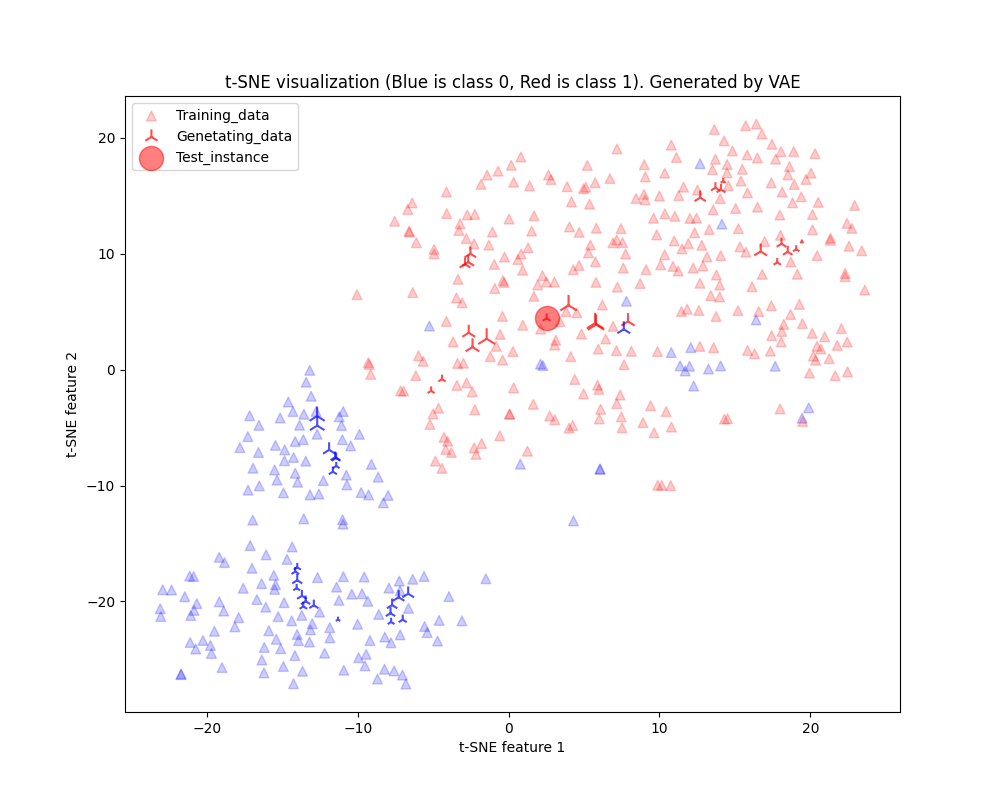 t-SNE visualization (Blue is class 0, Red is class 1). Generated by VAE
Training_data
Genetating_data
Test_instance
20
10
0
−10
−20
t-SNE feature 2
−20 −10 0 10 20
t-SNE feature 1